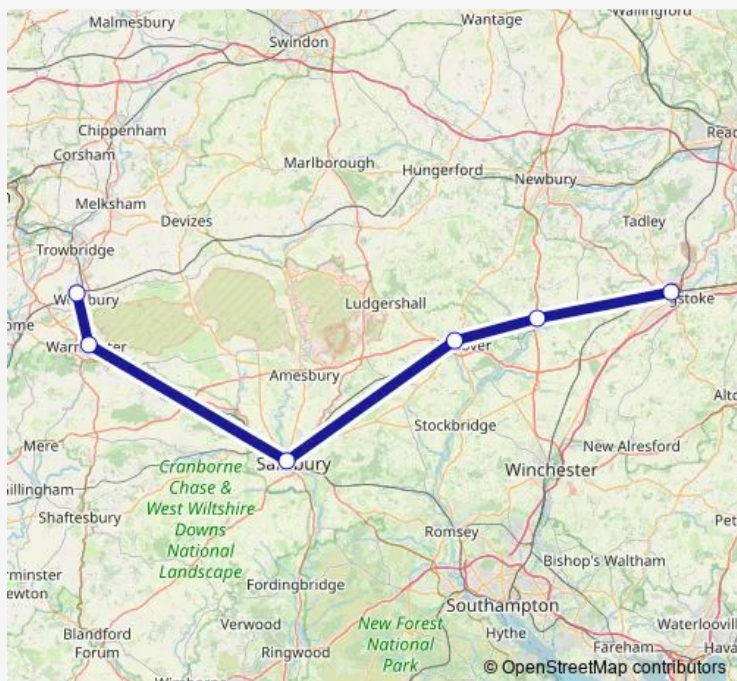 Malmesbury
Wantage
Wallingford
Swindon
Chippenham
Corsham
Marlborough
Hungerford
Newbury
Melksham
Devizes
Tadley
Trowbridge
Ludgershall
Amesbury
Stockbridge
Mere
New Alresford
Cranborne
Chase &
West Wiltshire
Downs
National
Landscape
Winchester
Shaftesbury
Romsey
Bishop's Waltham
Fordingbridge
Southampton
Blandford
Forum
Verwood
Ringwood
New Forest
National
Park
Hythe
Fareham
© OpenStreetMap contributors